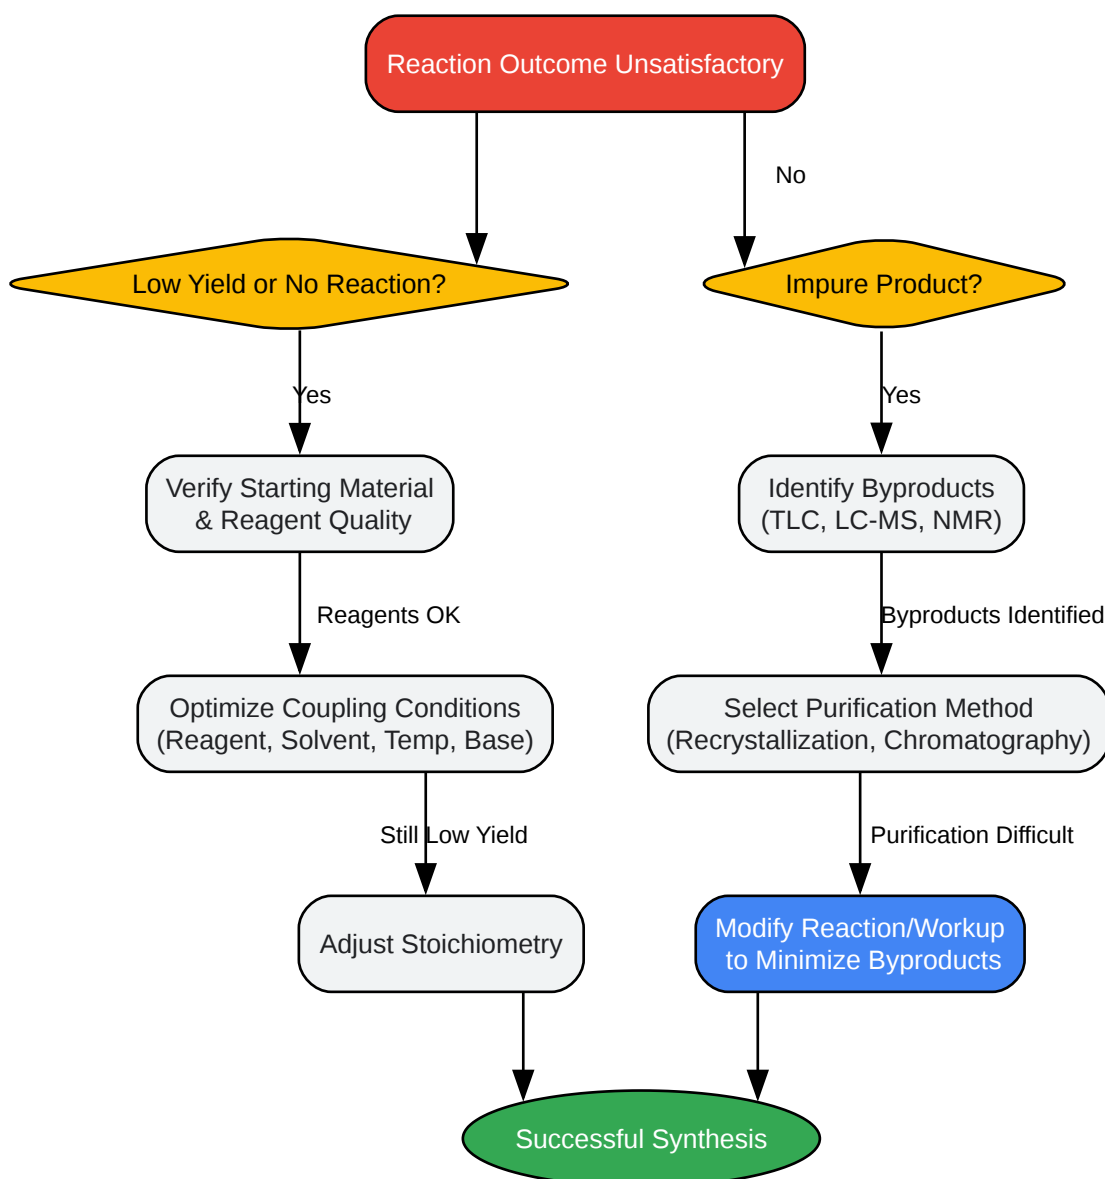 Reaction Outcome Unsatisfactory
No
Low Yield or No Reaction?
Impure Product?
Yes
Yes
Verify Starting Material
& Reagent Quality
Identify Byproducts
(TLC, LC-MS, NMR)
Reagents OK
Byproducts Identified
Optimize Coupling Conditions
(Reagent, Solvent, Temp, Base)
Select Purification Method
(Recrystallization, Chromatography)
Still Low Yield
Purification Difficult
Adjust Stoichiometry
Modify Reaction/Workup
to Minimize Byproducts
Successful Synthesis